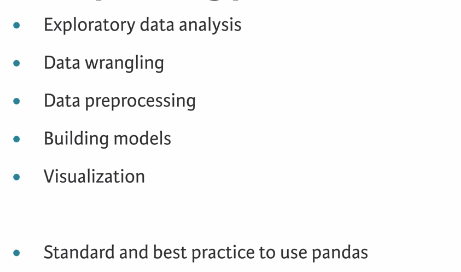 Exploratory data analysis
Data wrangling
Data preprocessing
Building models
Visualization
Standard and best practice to use pandas